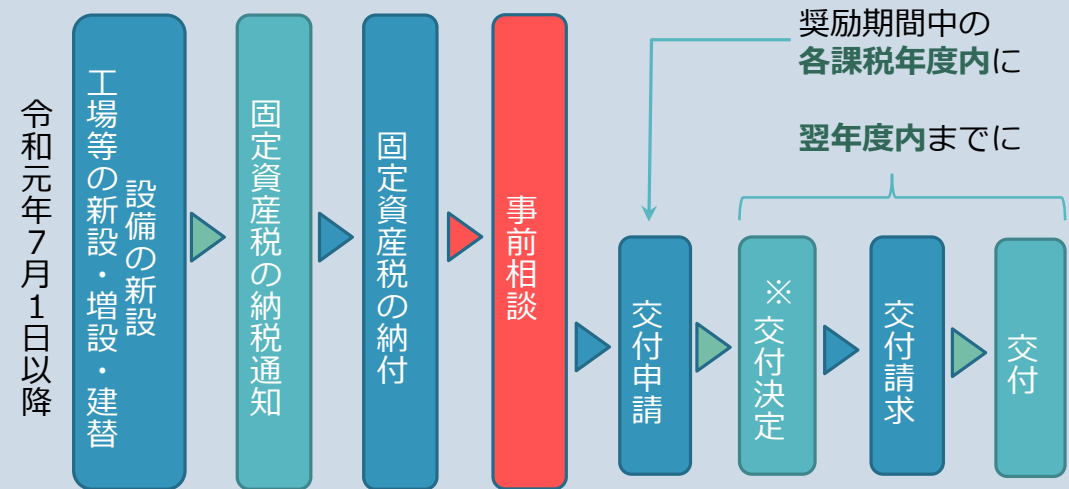 令和元年7月1日以降
工場等の新設・増設・建替
設備の新設
固定資産税の納税通知
固定資産税の納付
事前相談
奨励期間中の
各課税年度内に
翌年度内までに
交付申請
※交付決定
交付請求
交付